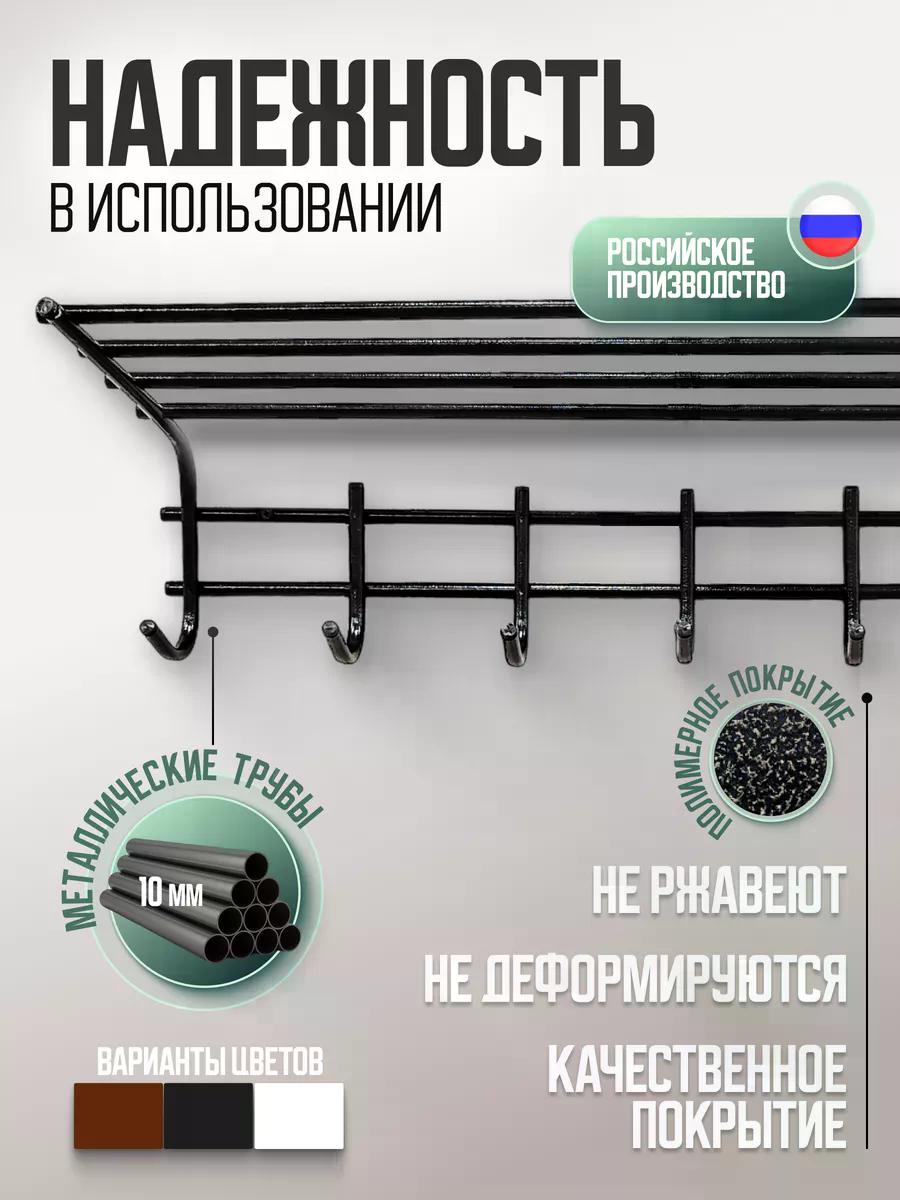 НАДЕЖНОСТЬ
В ИСПОЛЬЗОВАНИИ
РОССИЙСКОЕ
ПРОИЗВОДСТВО
ПОЛИМЕРНОЕ ПОКРЫТИЕ
МЕТАЛЛИЧЕСКИЕ ТРУБЫ
10 ММ
НЕ РЖАВЕЮТ
НЕ ДЕФОРМИРУЮТСЯ
КАЧЕСТВЕННОЕ
ПОКРЫТИЕ
ВАРИАНТЫ ЦВЕТОВ